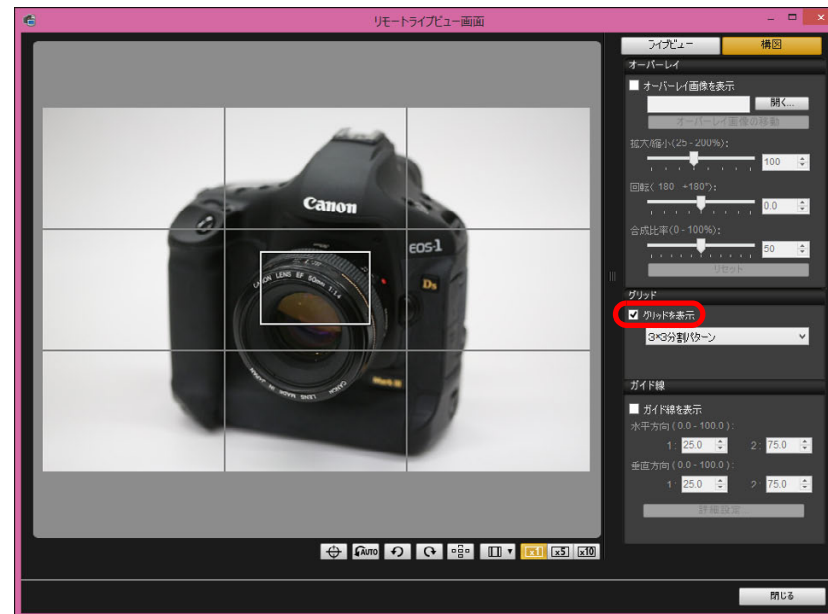 リモートライブビュー画面
ライブビュー
構図
オーバーレイ
オーバーレイ画像を表示
開く...
オーバーレイ画像の移動
拡大/縮小(25 - 200%):
100
回転( 180 +180°):
0.0
合成比率(0 - 100%):
50
リセット
グリッド
グリッドを表示
3×3分割パターン
ガイド線
ガイド線を表示
水平方向 ( 0.0 - 100.0 ):
1: 25.0 2: 75.0
垂直方向 ( 0.0 - 100.0 ):
1: 25.0 2: 75.0
詳細設定...
Canon
EOS-1
Ds
CANON LENS EF 50mm 1:1.4
CANON LENS MADE IN JAPAN
Mark III
AUTO
x1 x5 x10
閉じる